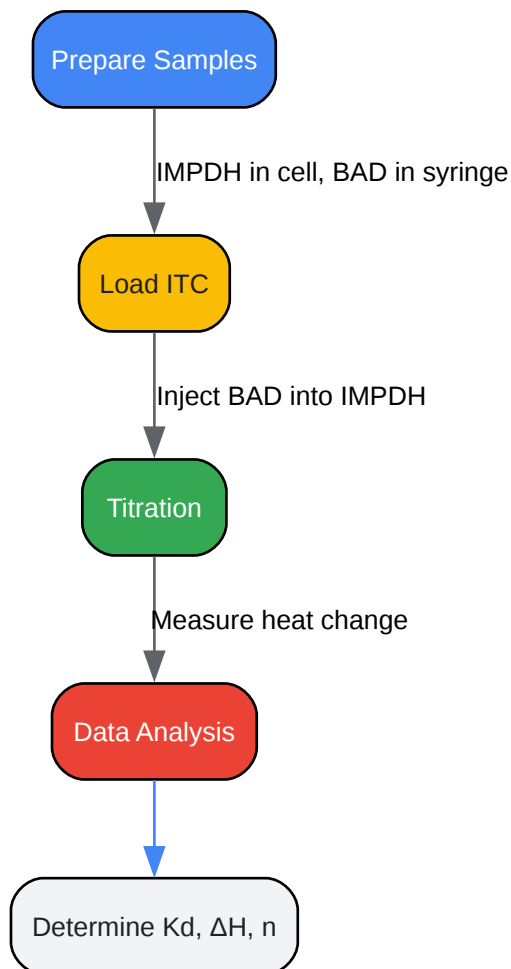 Prepare Samples
IMPDH in cell, BAD in syringe
Load ITC
Inject BAD into IMPDH
Titration
Measure heat change
Data Analysis
Determine Kd, ΔH, n